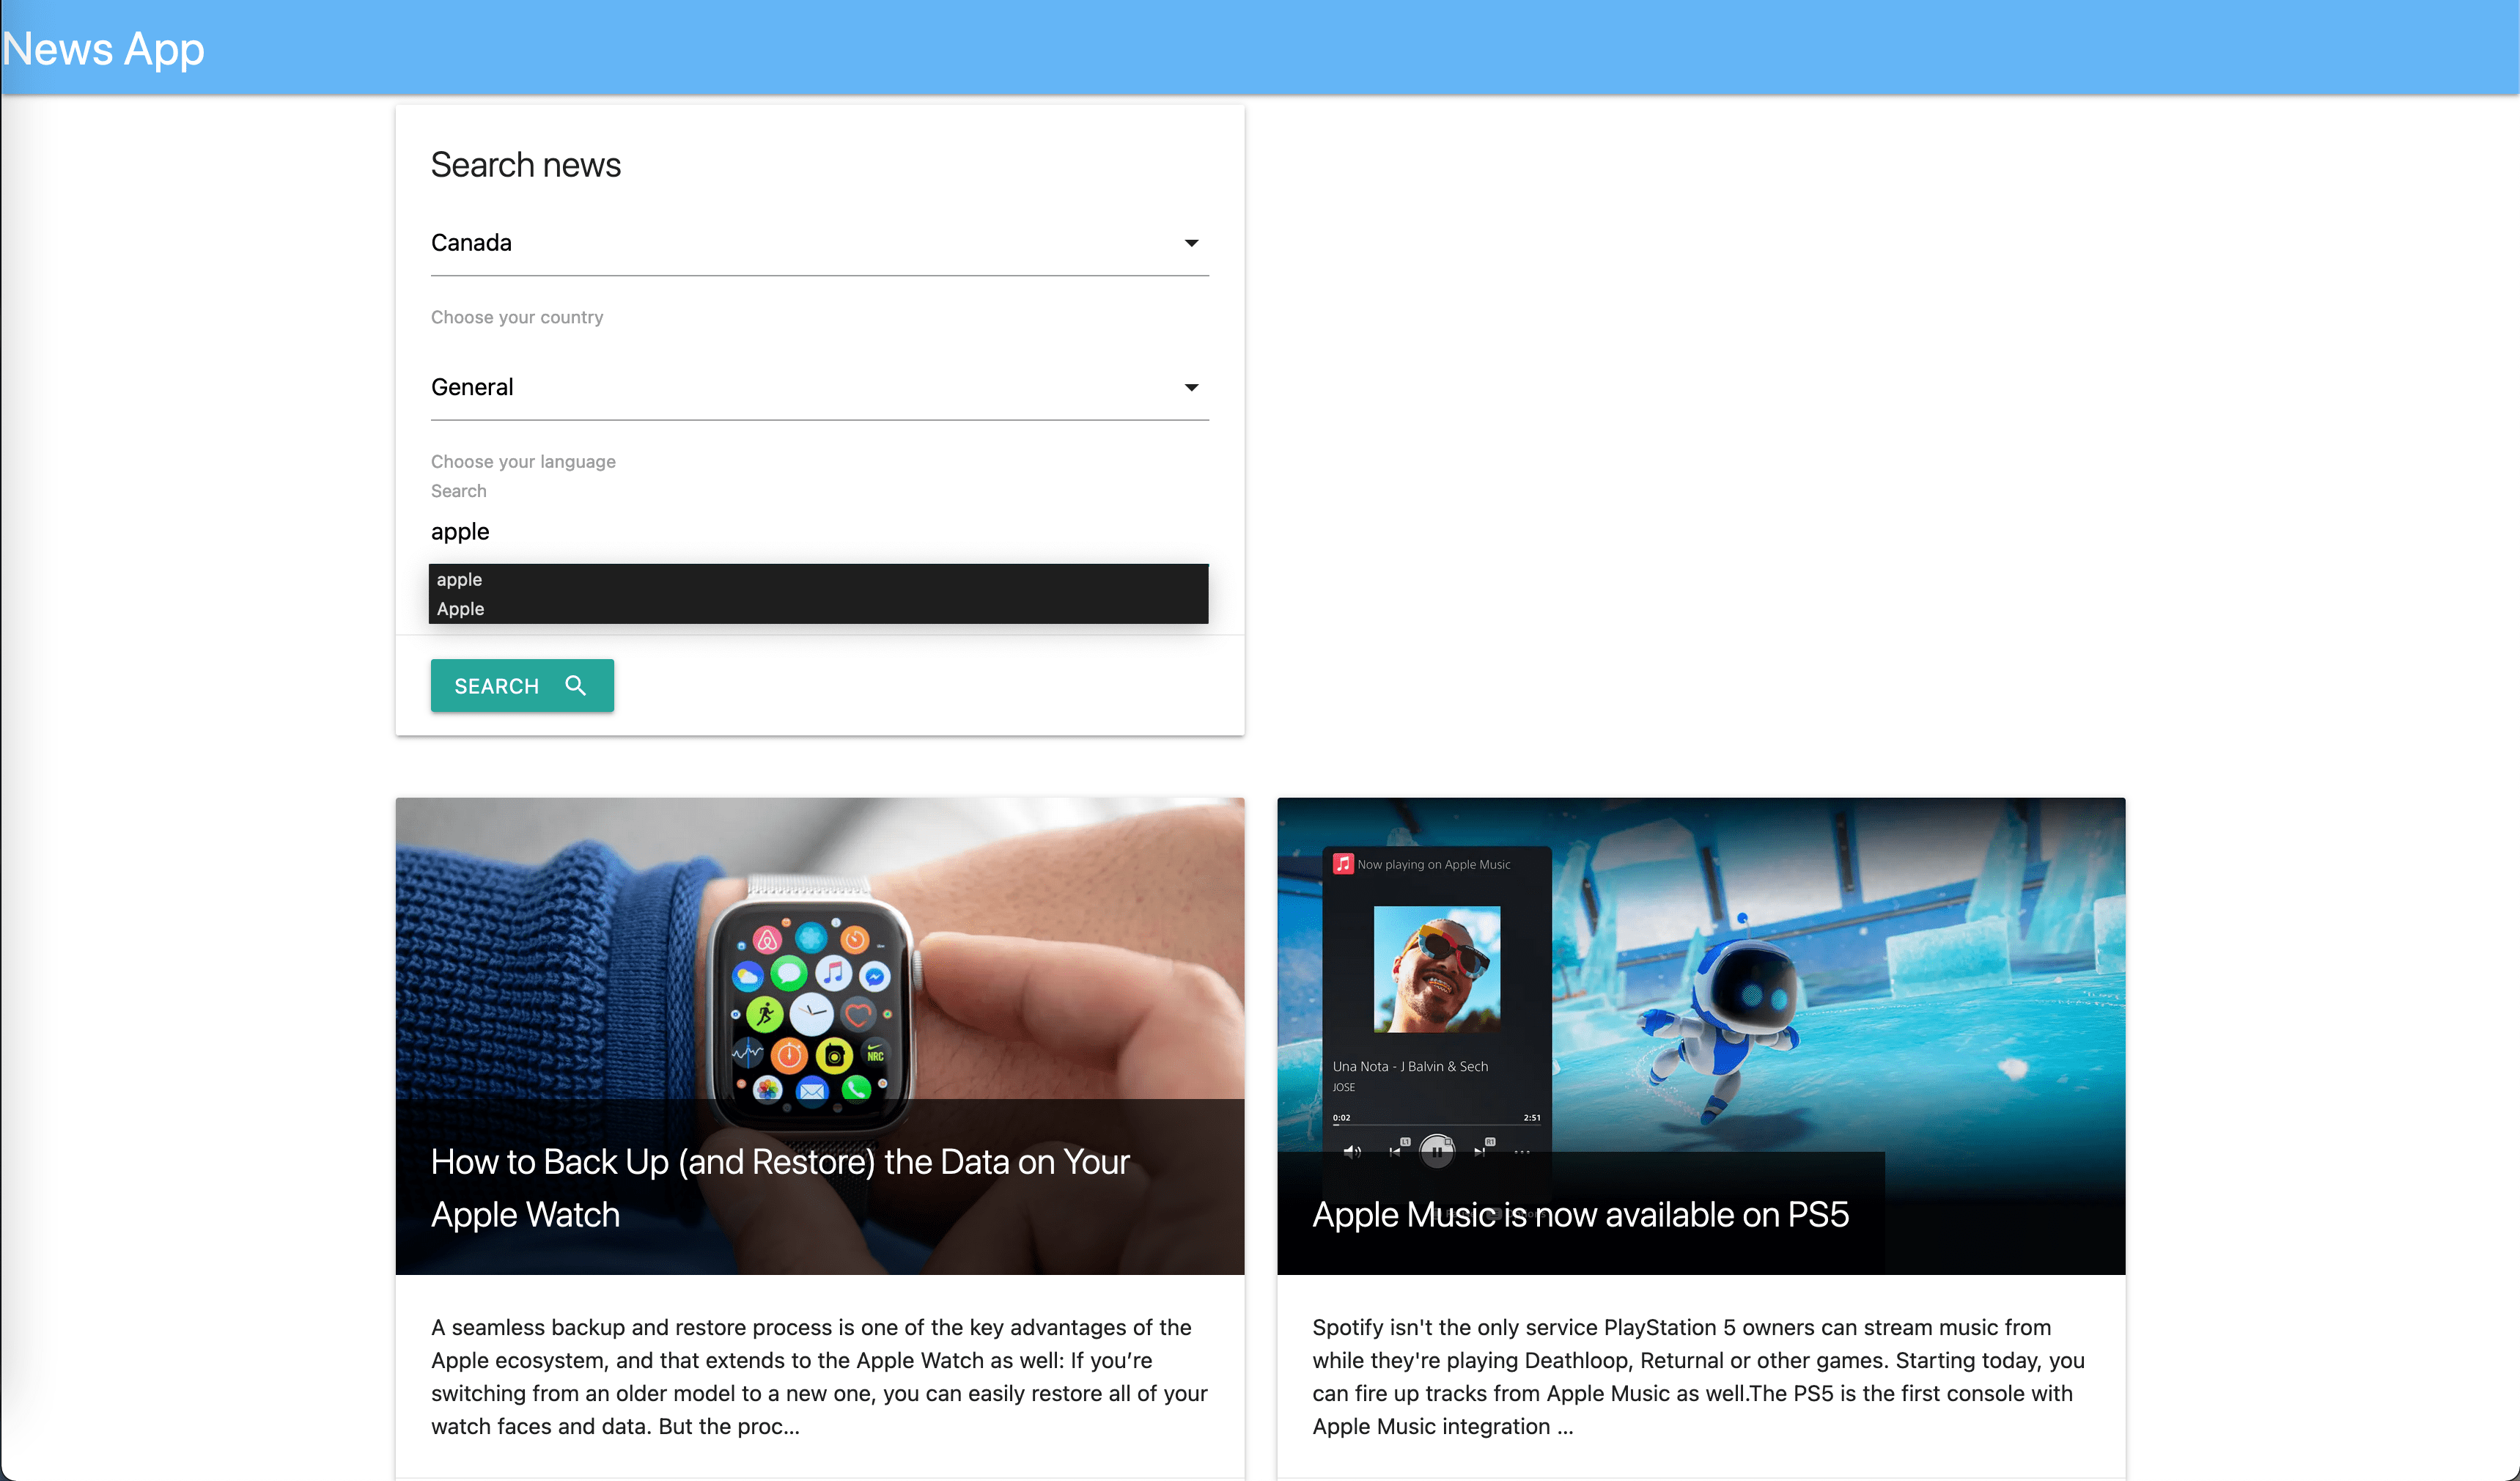 News App
Search news
Canada
Choose your country
General
Choose your language
Search
apple
apple
Apple
SEARCH
NRC
How to Back Up (and Restore) the Data on Your
Apple Watch
A seamless backup and restore process is one of the key advantages of the
Apple ecosystem, and that extends to the Apple Watch as well: If you’re
switching from an older model to a new one, you can easily restore all of your
watch faces and data. But the proc...
Now playing on Apple Music
Una Nota - J Balvin & Sech
JOSE
0:02 2:51
L1 R1
Apple Music is now available on PS5
Spotify isn't the only service PlayStation 5 owners can stream music from
while they're playing Deathloop, Returnal or other games. Starting today, you
can fire up tracks from Apple Music as well.The PS5 is the first console with
Apple Music integration ...